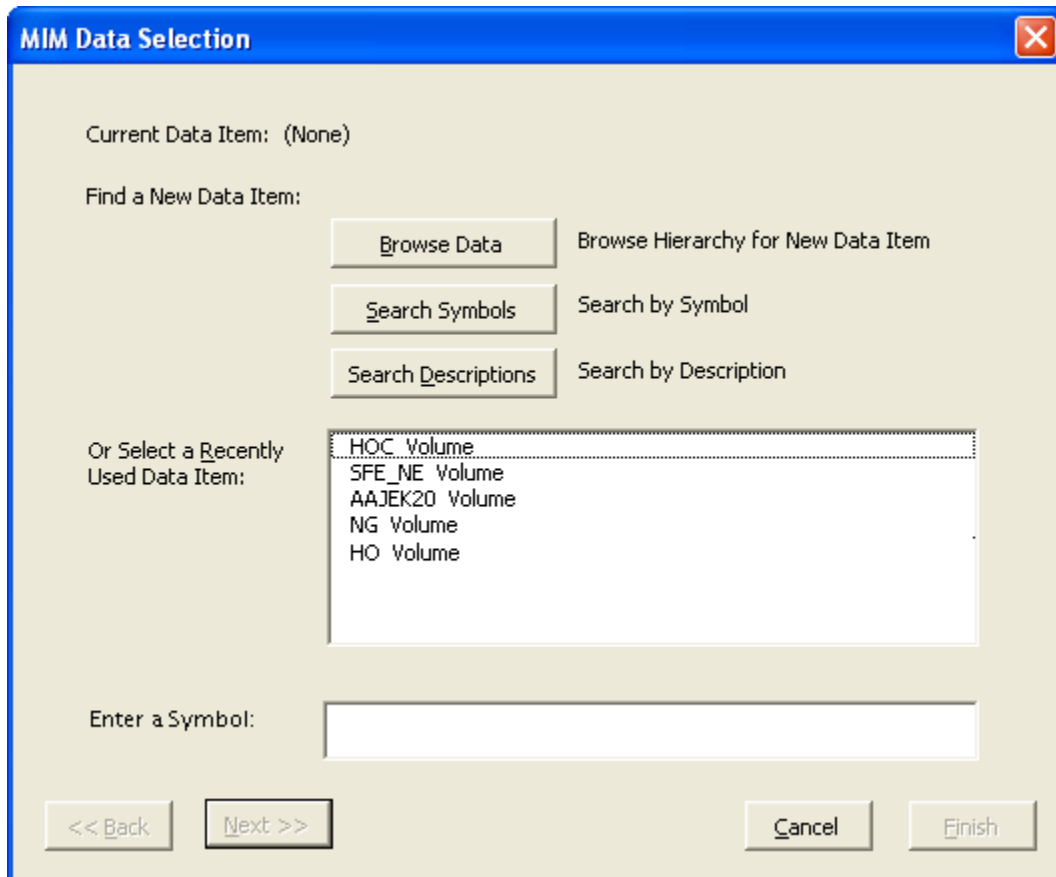 MIM Data Selection
Current Data Item: (None)
Find a New Data Item:
Browse Data Browse Hierarchy for New Data Item
Search Symbols Search by Symbol
Search Descriptions Search by Description
Or Select a Recently
Used Data Item:
HOC Volume
SFE_NE Volume
AAJEK20 Volume
NG Volume
HO Volume
Enter a Symbol:
<< Back Next >> Cancel Finish